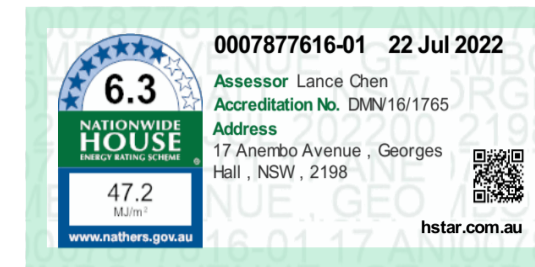 0007877616-01 22 Jul 2022
Assessor Lance Chen
Accreditation No. DMN/16/1765
Address
17 Anembo Avenue , Georges
Hall , NSW , 2198
hstar.com.au
6.3
NATIONWIDE
HOUSE
ENERGY RATING SCHEME ®
47.2
MJ/m²
www.nathers.gov.au